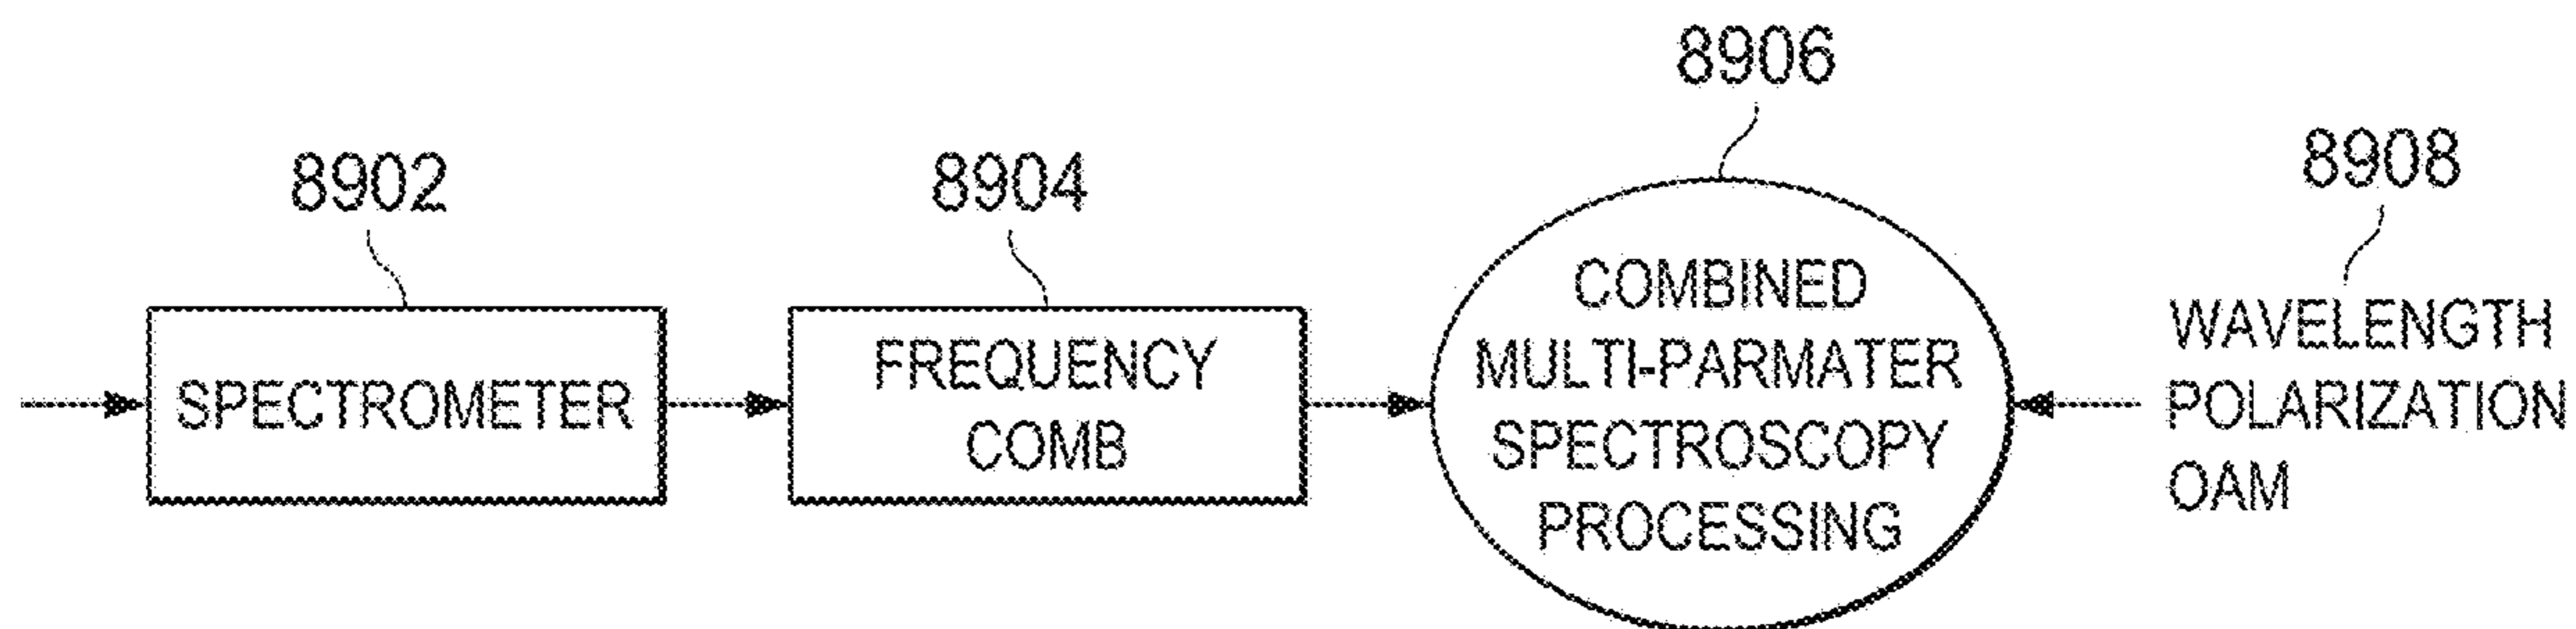 8906
8902
8904
8908
SPECTROMETER
FREQUENCY
COMB
COMBINED
MULTI-PARMATER
SPECTROSCOPY
PROCESSING
WAVELENGTH
POLARIZATION
OAM